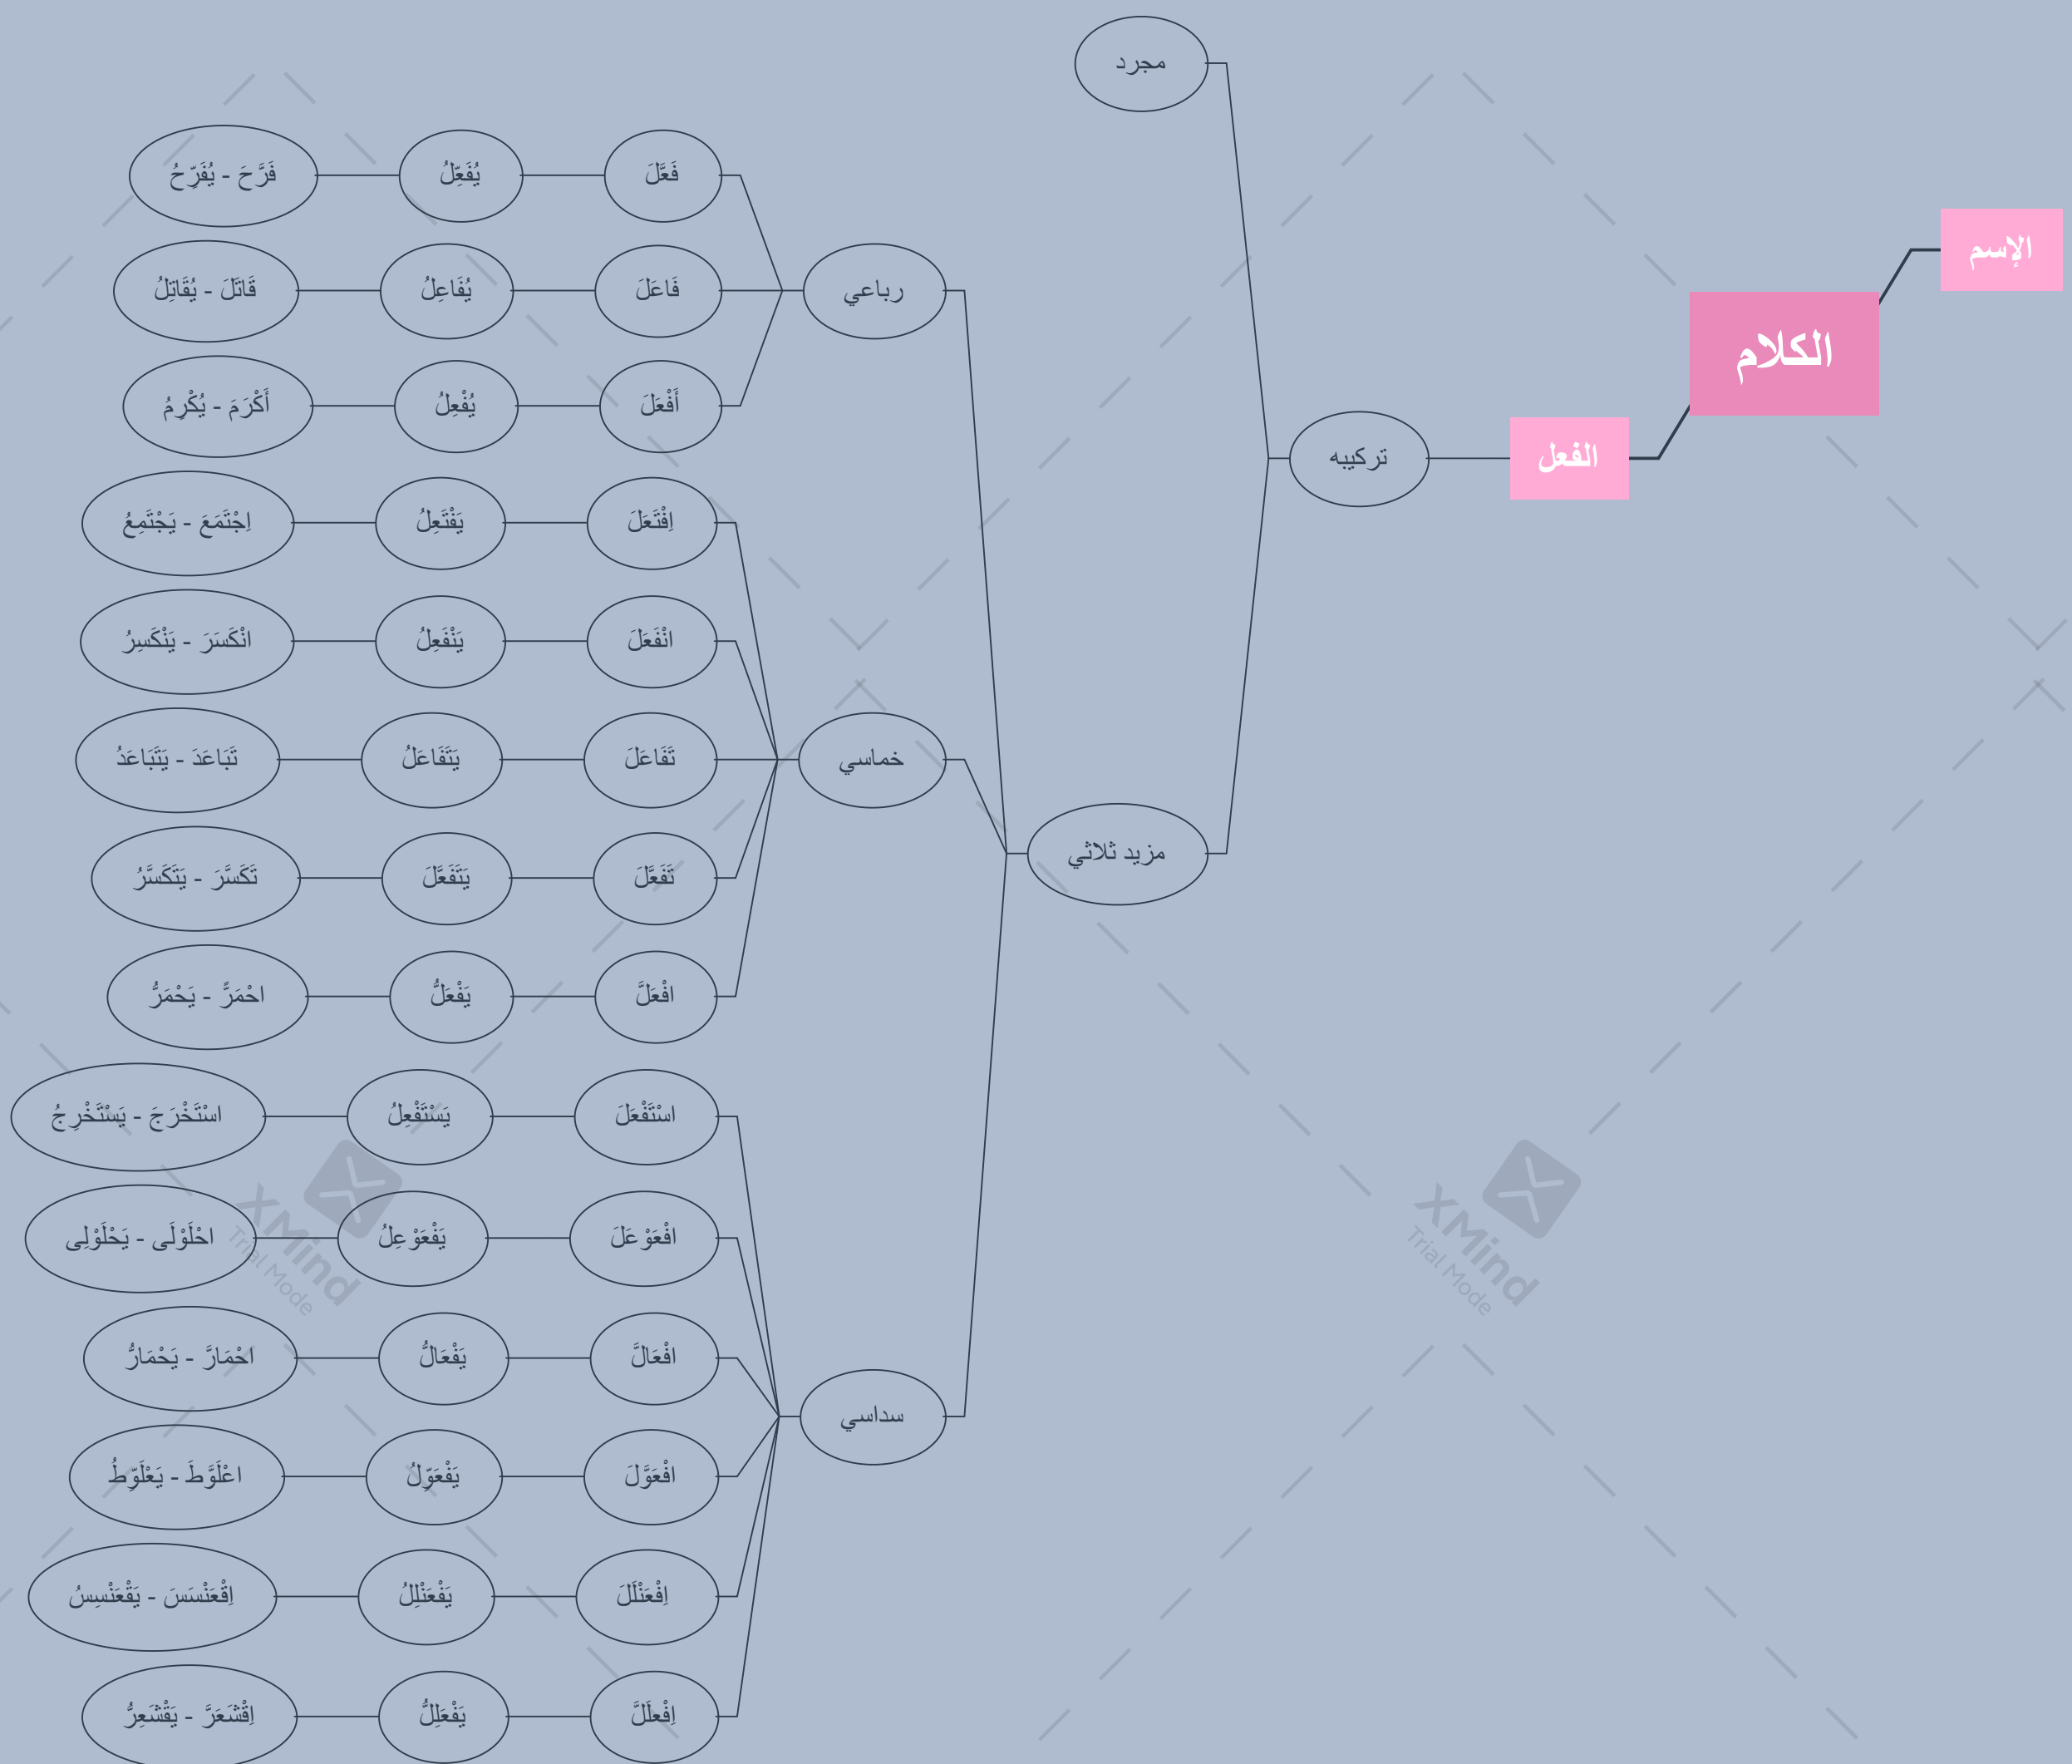 الكلام
الإسم
الفعل
تركيبه
مجرد
مزيد ثلاثي
رباعي
فَعَّلَ
يُفَعِّلُ
فَرَّحَ - يُفَرِّحُ
فَاعَلَ
يُفَاعِلُ
قَاتَلَ - يُقَاتِلُ
أَفْعَلَ
يُفْعِلُ
أَكْرَمَ - يُكْرِمُ
خماسي
اِفْتَعَلَ
يَفْتَعِلُ
اِجْتَمَعَ - يَجْتَمِعُ
انْفَعَلَ
يَنْفَعِلُ
انْكَسَرَ - يَنْكَسِرُ
تَفَاعَلَ
يَتَفَاعَلُ
تَبَاعَدَ - يَتَبَاعَدُ
تَفَعَّلَ
يَتَفَعَّلَ
تَكَسَّرَ - يَتَكَسَّرُ
افْعَلَّ
يَفْعَلُّ
احْمَرَّ - يَحْمَرُّ
سداسي
اسْتَفْعَلَ
يَسْتَفْعِلُ
اسْتَخْرَجَ - يَسْتَخْرِجُ
افْعَوْعَلَ
يَفْعَوْعِلُ
احْلَوْلَى - يَحْلَوْلِى
افْعَالَّ
يَفْعَالُّ
احْمَارَّ - يَحْمَارُّ
افْعَوَّلَ
يَفْعَوِّلُ
اعْلَوَّطَ - يَعْلَوِّطُ
اِفْعَنْلَلَ
يَفْعَنْلِلُ
اِقْعَنْسَسَ - يَقْعَنْسِسُ
اِفْعَلَلَّ
يَفْعَلِلُّ
اِقْشَعَرَّ - يَقْشَعِرُّ
XMind
Trial Mode
XMind
Trial Mode